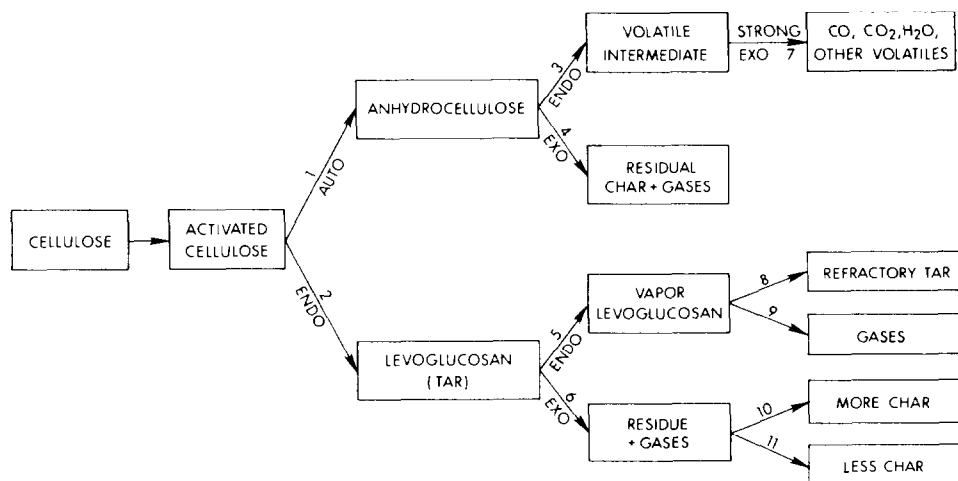 CELLULOSE
ACTIVATED
CELLULOSE
1
AUTO
2
ENDO
ANHYDROCELLULOSE
3
ENDO
4
EXO
VOLATILE
INTERMEDIATE
STRONG
EXO 7
CO, CO₂,H₂O,
OTHER VOLATILES
RESIDUAL
CHAR + GASES
LEVOGLUCOSAN
(TAR)
5
ENDO
6
EXO
VAPOR
LEVOGLUCOSAN
8
9
REFRACTORY TAR
GASES
RESIDUE
+ GASES
10
11
MORE CHAR
LESS CHAR